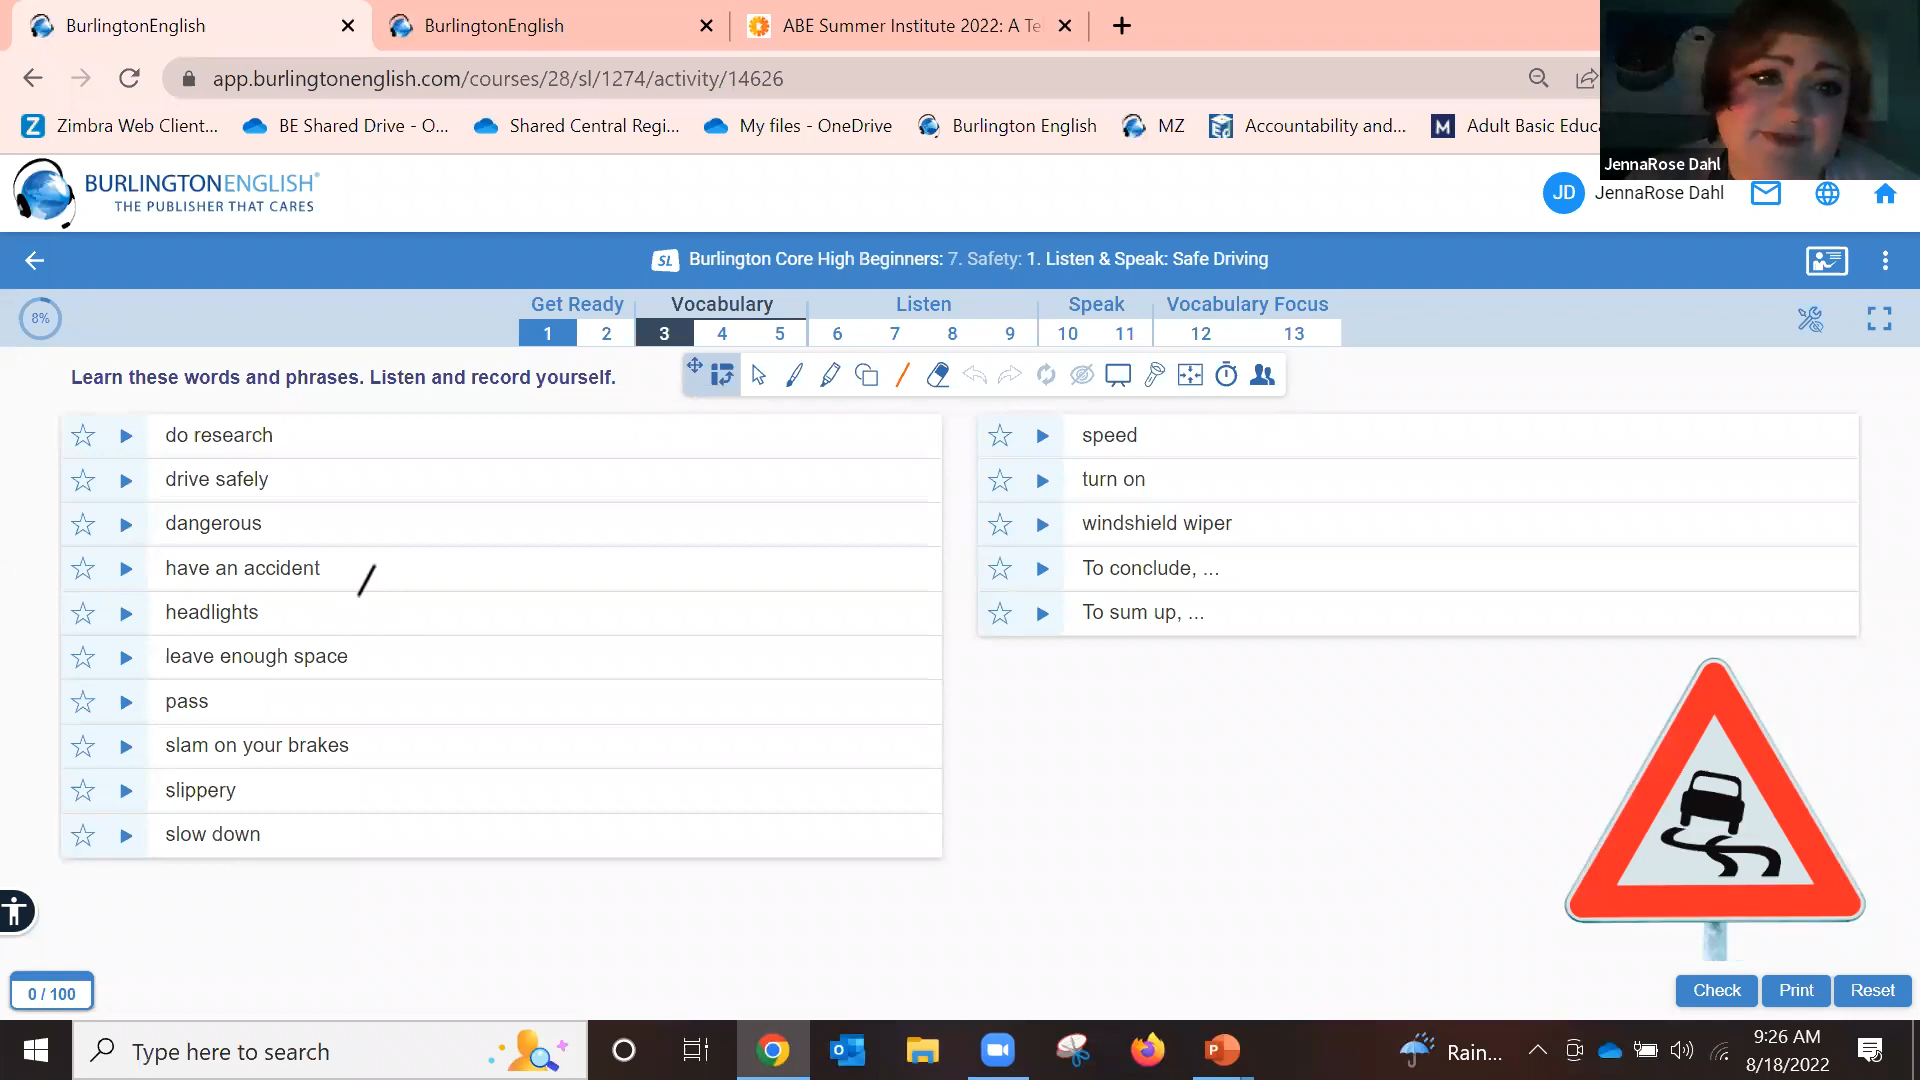 BurlingtonEnglish
BurlingtonEnglish
ABE Summer Institute 2022: A Te
app.burlingtonenglish.com/courses/28/sl/1274/activity/14626
Zimbra Web Client...
BE Shared Drive - O...
Shared Central Regi...
My files - OneDrive
Burlington English
MZ
Accountability and...
Adult Basic Educa
JennaRose Dahl
BURLINGTONENGLISH
THE PUBLISHER THAT CARES
JD JennaRose Dahl
SL Burlington Core High Beginners: 7. Safety: 1. Listen & Speak: Safe Driving
8%
Get Ready Vocabulary Listen Speak Vocabulary Focus
1 2 3 4 5 6 7 8 9 10 11 12 13
Learn these words and phrases. Listen and record yourself.
do research
drive safely
dangerous
have an accident
headlights
leave enough space
pass
slam on your brakes
slippery
slow down
speed
turn on
windshield wiper
To conclude, ...
To sum up, ...
0 / 100
Check Print Reset
Type here to search
Rain...
9:26 AM
8/18/2022